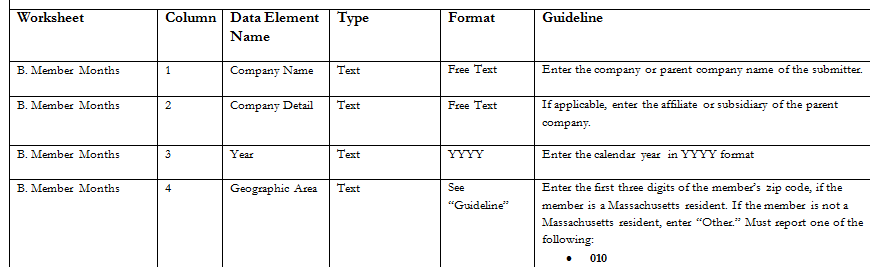 Worksheet Column Data Element Type Format Guideline
Name
B. Member Months 1 Company Name Text Free Text Enter the company or parent company name of the submitter.
B. Member Months 2 Company Detail Text Free Text If applicable, enter the affiliate or subsidiary of the parent
company.
B. Member Months 3 Year Text YYYY Enter the calendar year in YYYY format
B. Member Months 4 Geographic Area Text See Enter the first three digits of the member's zip code, if the
"Guideline" member is a Massachusetts resident. If the member is not a
Massachusetts resident, enter "Other." Must report one of the
following:
• 010